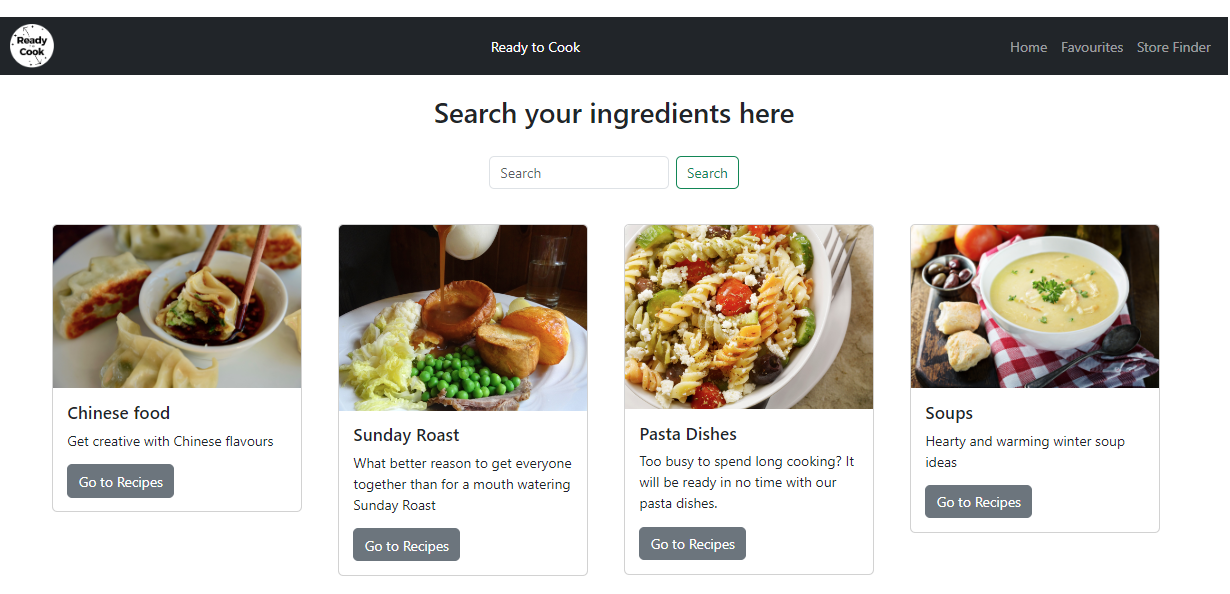 Ready
Cook
Ready to Cook
Home Favourites Store Finder
Search your ingredients here
Search Search
Chinese food
Get creative with Chinese flavours
Go to Recipes
Sunday Roast
What better reason to get everyone
together than for a mouth watering
Sunday Roast
Go to Recipes
Pasta Dishes
Too busy to spend long cooking? It
will be ready in no time with our
pasta dishes.
Go to Recipes
Soups
Hearty and warming winter soup
ideas
Go to Recipes